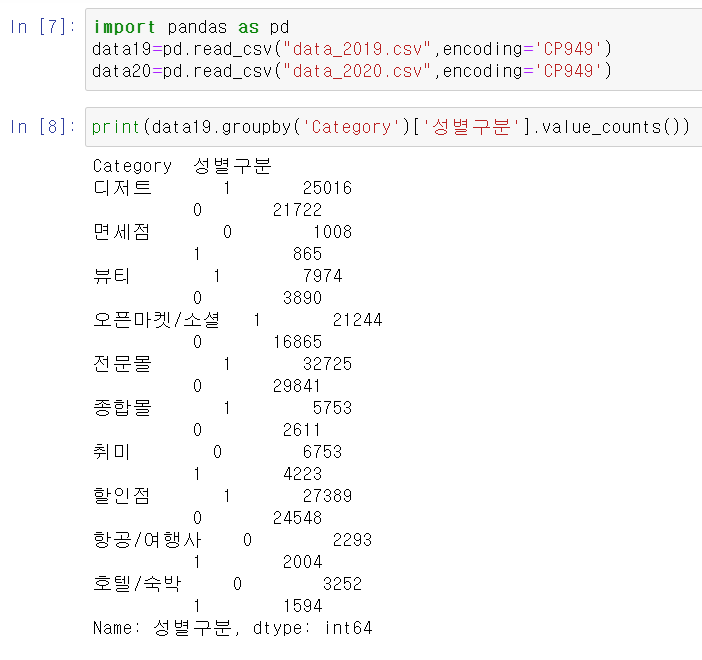 In [7]: import pandas as pd
data19=pd.read_csv("data_2019.csv",encoding='CP949')
data20=pd.read_csv("data_2020.csv",encoding='CP949')
In [8]: print(data19.groupby('Category')['성별구분'].value_counts())
Category 성별구분
디저트 1 25016
0 21722
면세점 0 1008
1 865
뷰티 1 7974
0 3890
오픈마켓/소셜 1 21244
0 16865
전문몰 1 32725
0 29841
종합몰 1 5753
0 2611
취미 0 6753
1 4223
할인점 1 27389
0 24548
항공/여행사 0 2293
1 2004
호텔/숙박 0 3252
1 1594
Name: 성별구분, dtype: int64